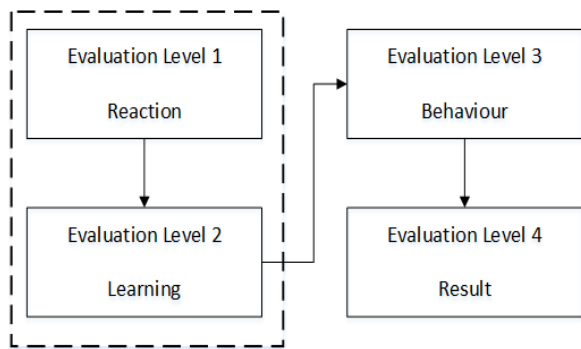 Evaluation Level 1
Reaction
Evaluation Level 2
Learning
Evaluation Level 3
Behaviour
Evaluation Level 4
Result